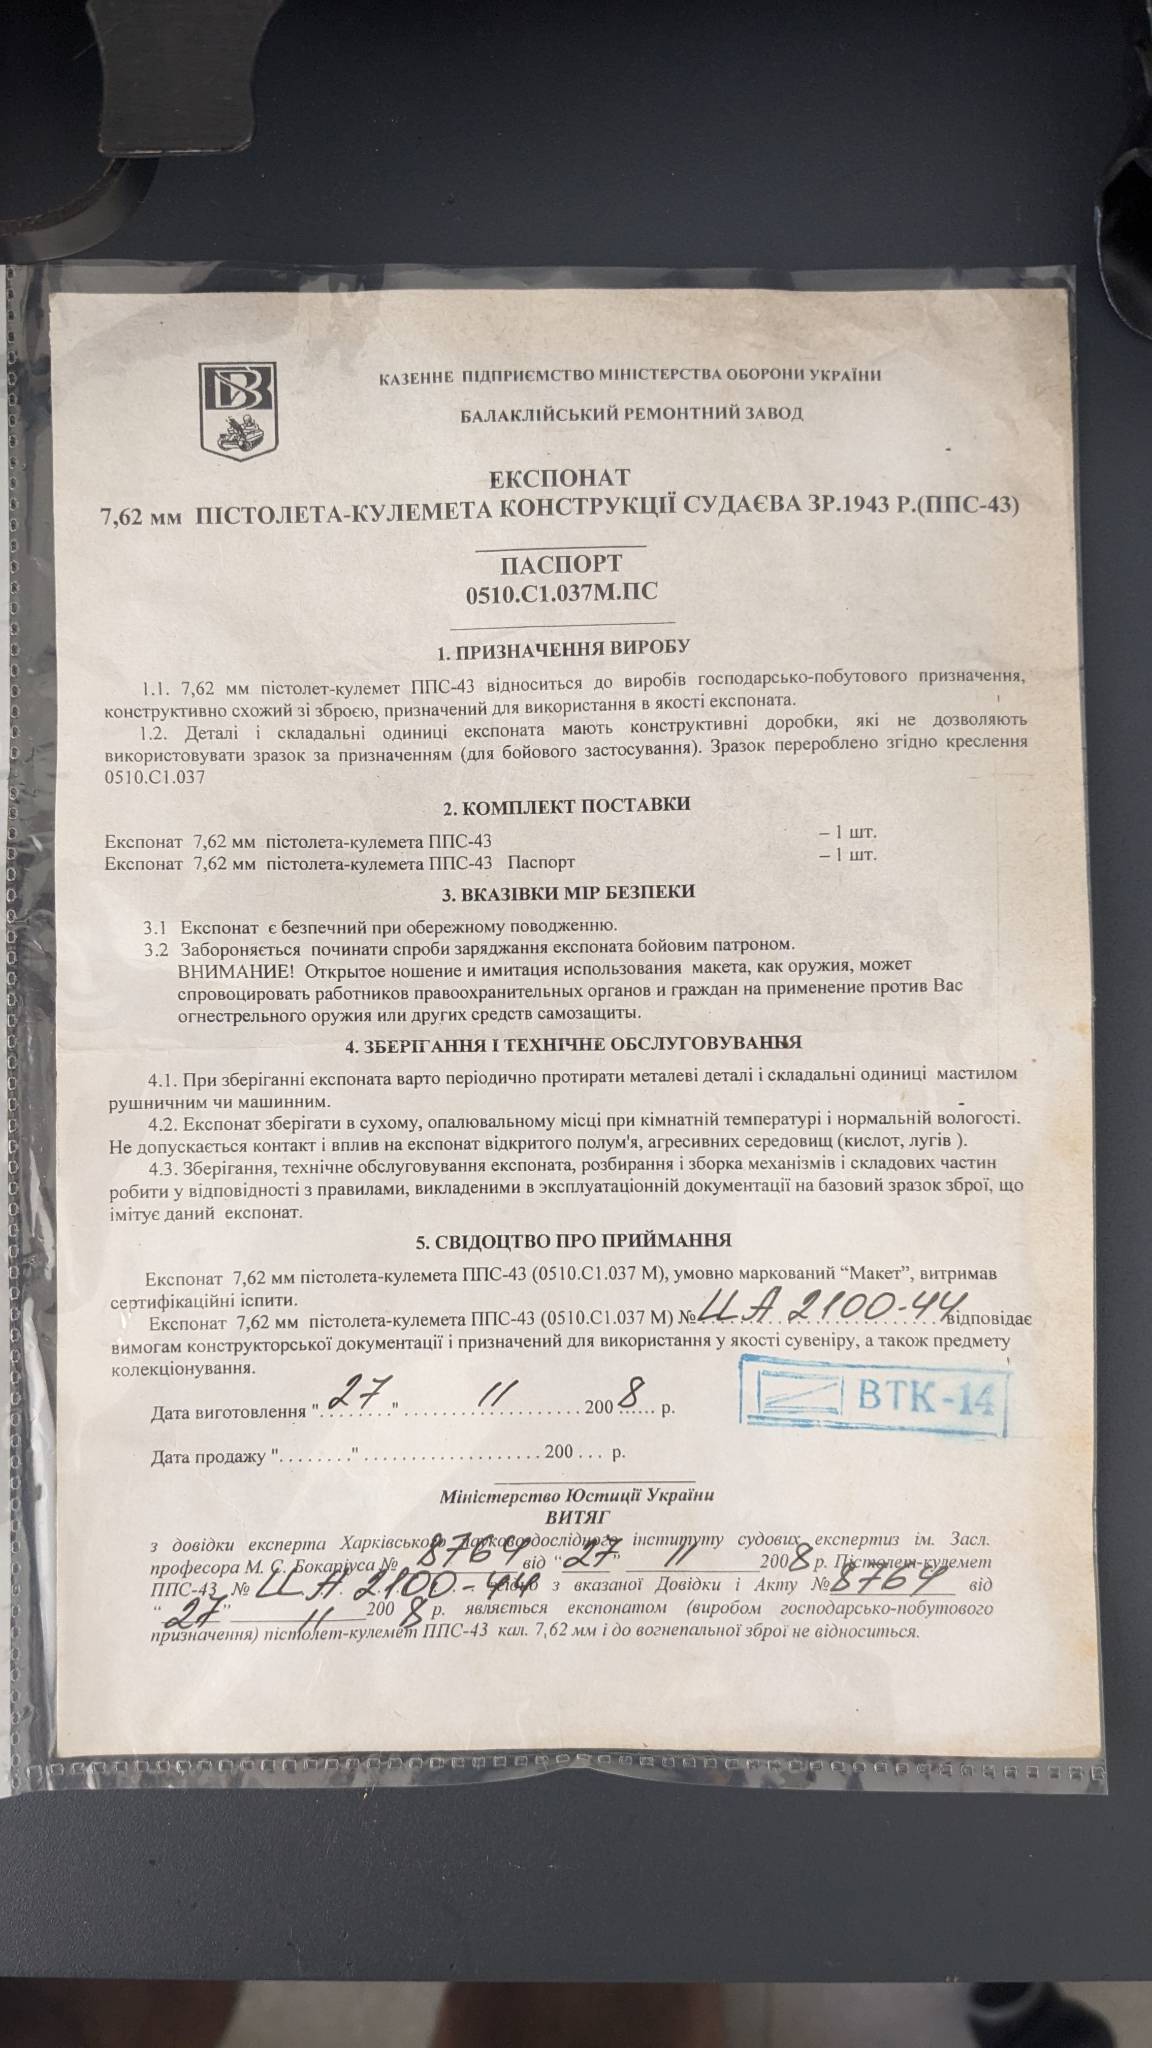 КАЗЕННЕ ПІДПРИЄМСТВО МІНІСТЕРСТВА ОБОРОНИ УКРАЇНИ
БАЛАКЛІЙСЬКИЙ РЕМОНТНИЙ ЗАВОД
ЕКСПОНАТ
7,62 мм ПІСТОЛЕТА-КУЛЕМЕТА КОНСТРУКЦІЇ СУДАЄВА ЗР.1943 Р.(ППС-43)
ПАСПОРТ
0510.С1.037М.ПС
1. ПРИЗНАЧЕННЯ ВИРОБУ
1.1. 7,62 мм пістолет-кулемет ППС-43 відноситься до виробів господарсько-побутового призначення,
конструктивно схожий зі зброєю, призначений для використання в якості експоната.
1.2. Деталі і складальні одиниці експоната мають конструктивні доробки, які не дозволяють
використовувати зразок за призначенням (для бойового застосування). Зразок перероблено згідно креслення
0510.С1.037
2. КОМПЛЕКТ ПОСТАВКИ
Експонат 7,62 мм пістолета-кулемета ППС-43 – 1 шт.
Експонат 7,62 мм пістолета-кулемета ППС-43 Паспорт – 1 шт.
3. ВКАЗІВКИ МІР БЕЗПЕКИ
3.1 Експонат є безпечний при обережному поводженню.
3.2 Забороняється починати спроби заряджання експоната бойовим патроном.
ВНИМАНИЕ! Открытое ношение и имитация использования макета, как оружия, может
спровоцировать работников правоохранительных органов и граждан на применение против Вас
огнестрельного оружия или других средств самозащиты.
4. ЗБЕРІГАННЯ І ТЕХНІЧНЕ ОБСЛУГОВУВАННЯ
4.1. При зберіганні експоната варто періодично протирати металеві деталі і складальні одиниці мастилом
рушничним чи машинним.
4.2. Експонат зберігати в сухому, опалювальному місці при кімнатній температурі і нормальній вологості.
Не допускається контакт і вплив на експонат відкритого полум'я, агресивних середовищ (кислот, лугів ).
4.3. Зберігання, технічне обслуговування експоната, розбирання і зборка механізмів і складових частин
робити у відповідності з правилами, викладеними в эксплуатаціонній документації на базовий зразок зброї, що
імітує даний експонат.
5. СВІДОЦТВО ПРО ПРИЙМАННЯ
Експонат 7,62 мм пістолета-кулемета ППС-43 (0510.С1.037 М), умовно маркований “Макет”, витримав
сертифікаційні іспити.
Експонат 7,62 мм пістолета-кулемета ППС-43 (0510.С1.037 М) № ИА 2100-44 відповідає
вимогам конструкторської документації і призначений для використання у якості сувеніру, а також предмету
колекціонування.
ВТК-14
Дата виготовлення "27" 11 2008 р.
Дата продажу "........" .................... 200 ... р.
Міністерство Юстиції України
ВИТЯГ
з довідки експерта Харківського науководослідного інституту судових експертиз ім. Засл.
професора М. С. Бокаріуса № 8764 від “27” 11 2008 р. Пістолет-кулемет
ППС-43 № ИА 2100-44 з вказаної Довідки і Акту № 8764 від
“27” 11 2008 р. являється експонатом (виробом господарсько-побутового
призначення) пістолет-кулемет ППС-43 кал. 7,62 мм і до вогнепальної зброї не відноситься.